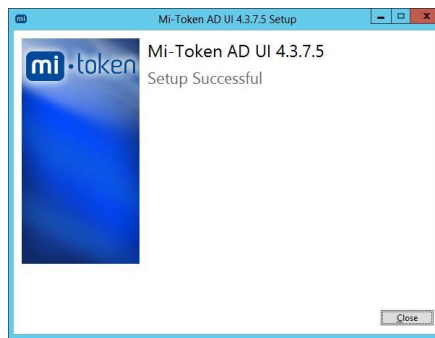 mi
Mi-Token AD UI 4.3.7.5 Setup
mi·token
Mi-Token AD UI 4.3.7.5
Setup Successful
Close